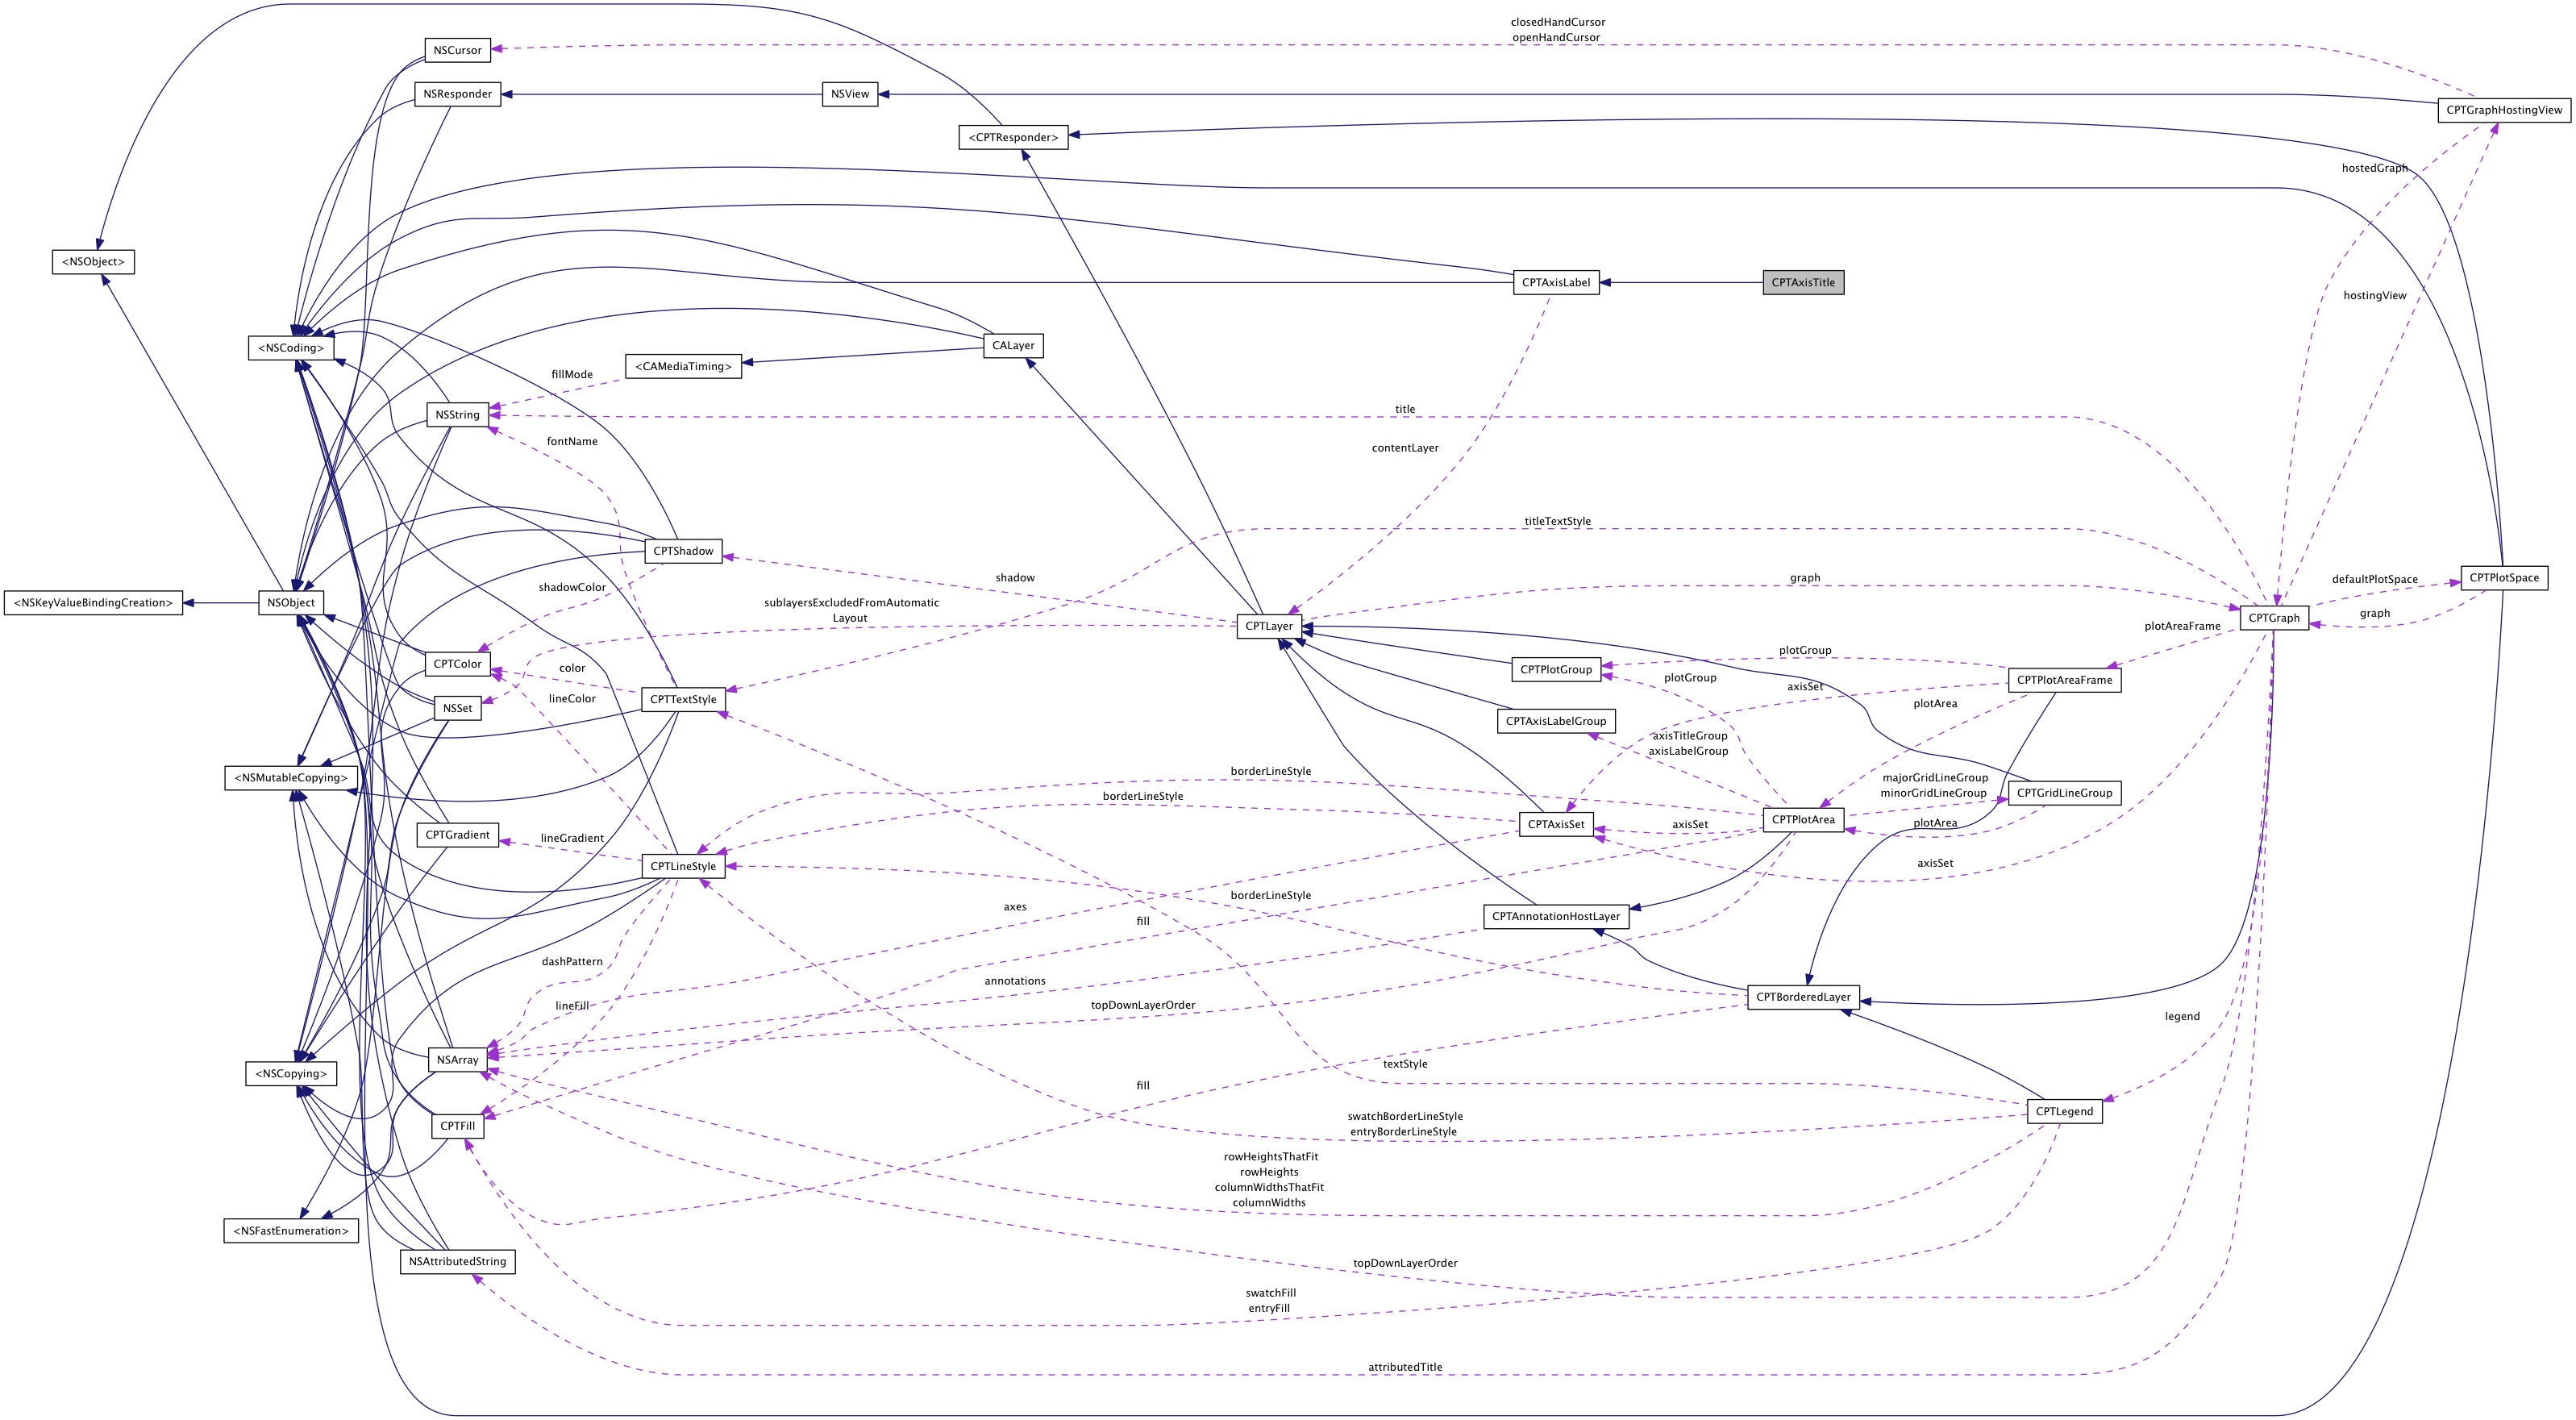 closedHandCursor
openHandCursor
NSCursor
NSResponder
NSView
CPTGraphHostingView
<CPTResponder>
hostedGraph
<NSObject>
CPTAxisLabel
CPTAxisTitle
hostingView
<NSCoding>
CALayer
<CAMediaTiming>
fillMode
NSString
title
fontName
contentLayer
titleTextStyle
CPTShadow
shadow
graph
defaultPlotSpace
CPTPlotSpace
shadowColor
<NSKeyValueBindingCreation>
NSObject
sublayersExcludedFromAutomatic
Layout
CPTLayer
CPTGraph
graph
plotAreaFrame
plotGroup
CPTColor
color
CPTPlotGroup
plotGroup
axisSet
CPTPlotAreaFrame
lineColor
NSSet
CPTTextStyle
plotArea
CPTAxisLabelGroup
axisTitleGroup
axisLabelGroup
<NSMutableCopying>
borderLineStyle
majorGridLineGroup
minorGridLineGroup
CPTGridLineGroup
borderLineStyle
CPTGradient
lineGradient
CPTAxisSet
axisSet
CPTPlotArea
plotArea
CPTLineStyle
axisSet
borderLineStyle
axes
fill
CPTAnnotationHostLayer
dashPattern
annotations
lineFill
topDownLayerOrder
CPTBorderedLayer
legend
NSArray
<NSCopying>
textStyle
fill
CPTFill
swatchBorderLineStyle
entryBorderLineStyle
CPTLegend
rowHeightsThatFit
rowHeights
columnWidthsThatFit
columnWidths
<NSFastEnumeration>
NSAttributedString
topDownLayerOrder
swatchFill
entryFill
attributedTitle